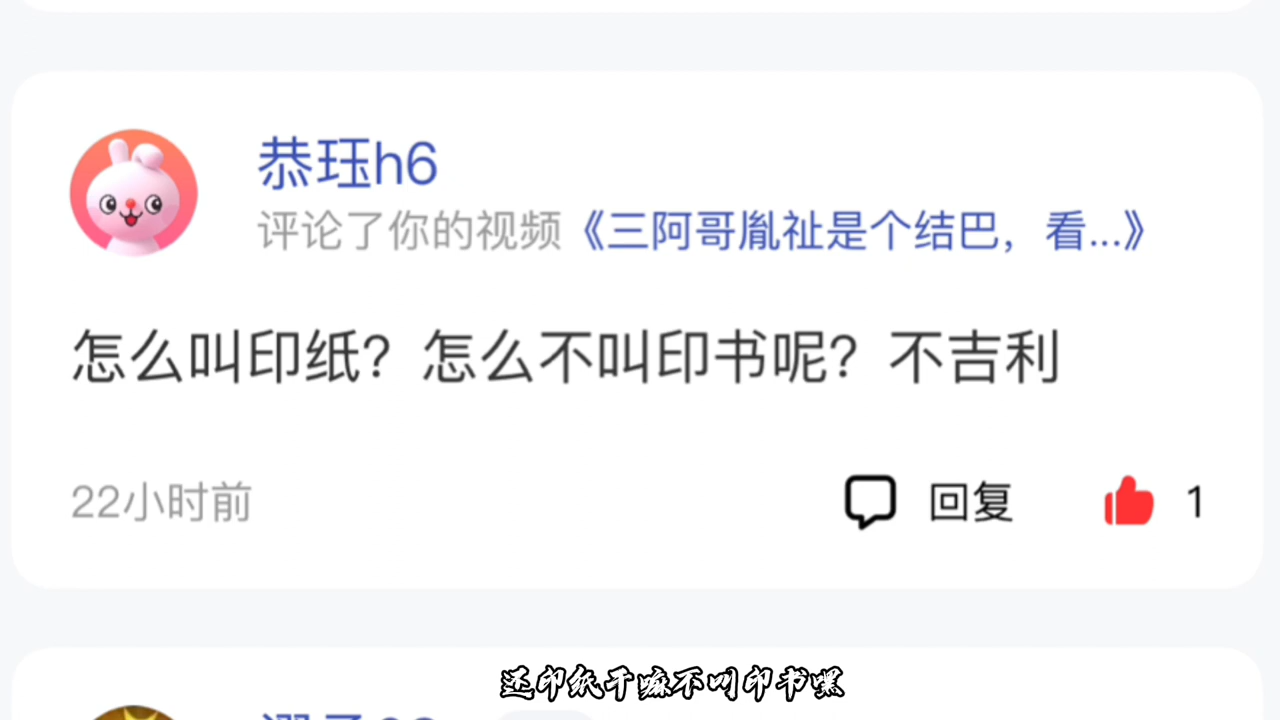 恭珏h6
评论了你的视频《三阿哥胤祉是个结巴，看...》
怎么叫印纸？怎么不叫印书呢？不吉利
22小时前 回复 1
还印纸干嘛不叫印书嘿